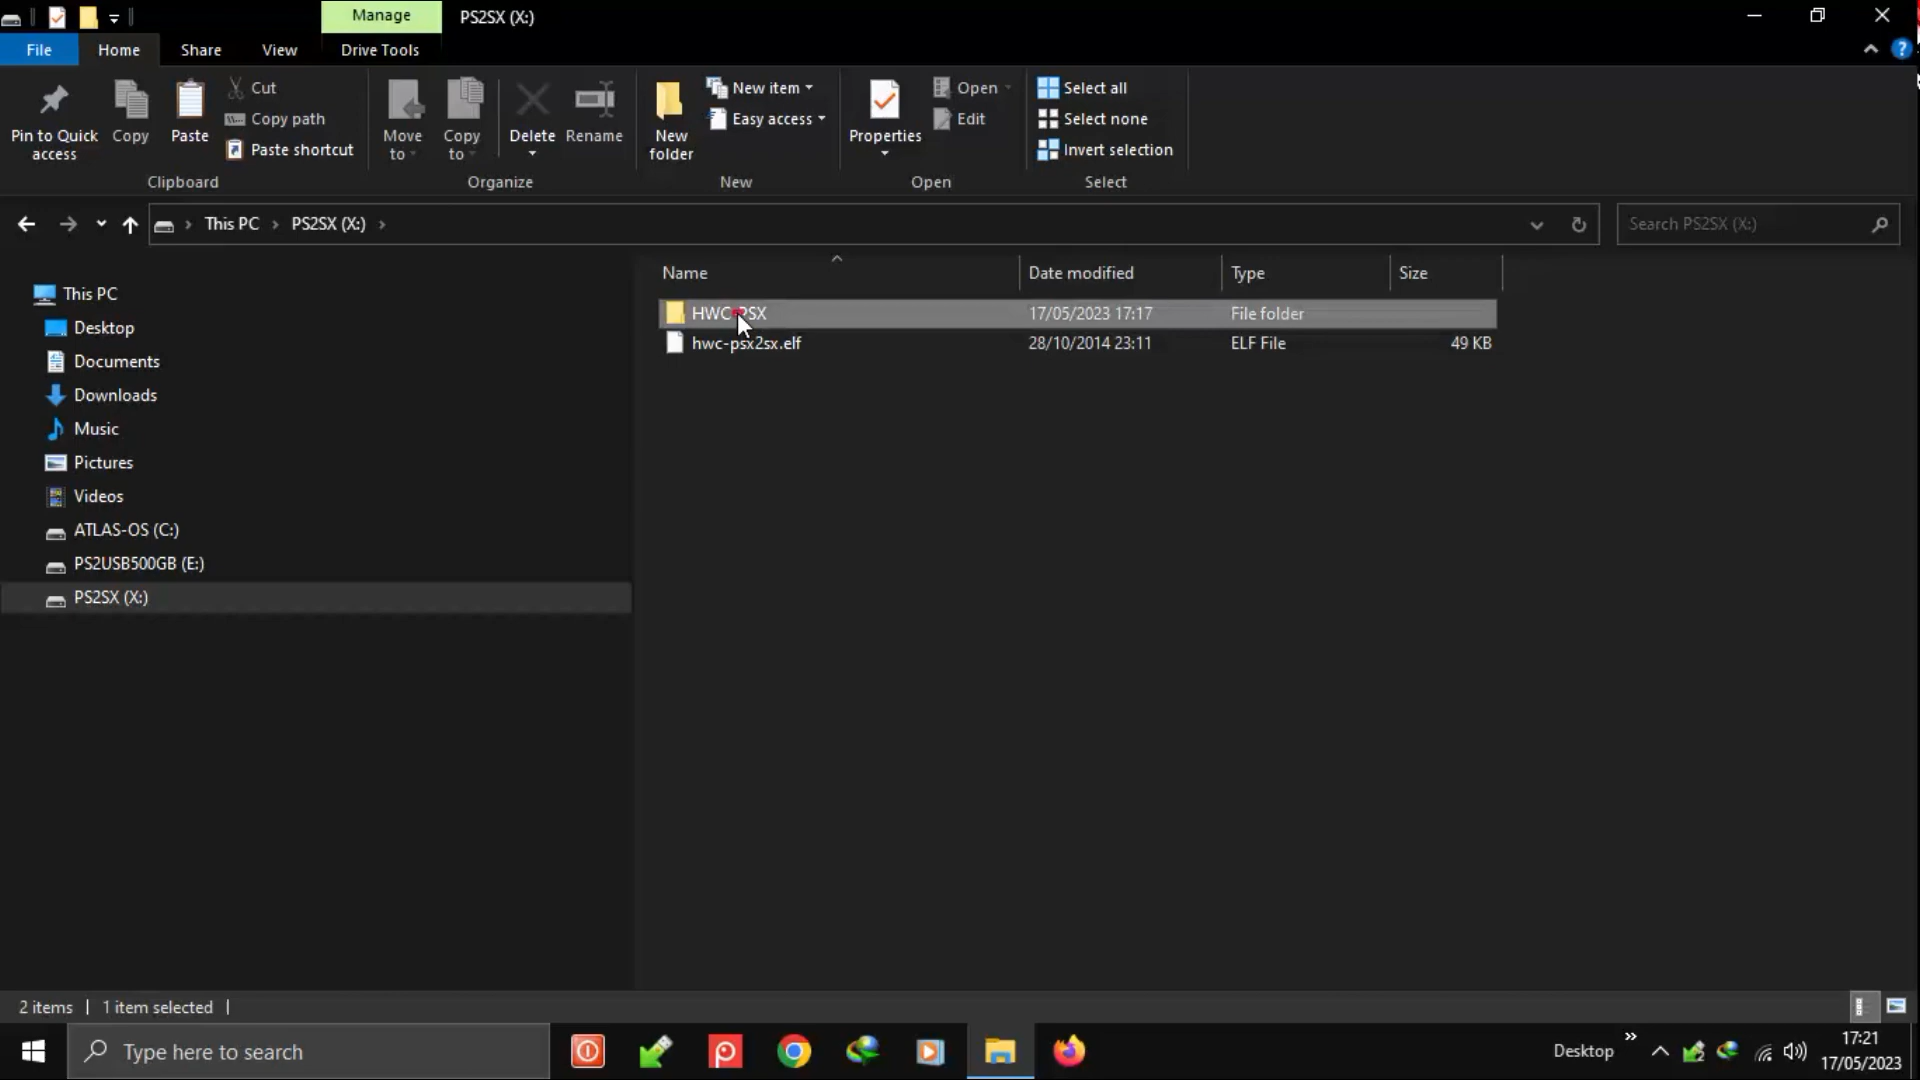 Manage
PS2SX (X:)
File
Home
Share
View
Drive Tools
Pin to Quick
access
Copy
Paste
Cut
Copy path
Paste shortcut
Clipboard
Move
to
Copy
to
Delete
Rename
Organize
New
folder
New item
Easy access
New
Properties
Open
Edit
Open
Select all
Select none
Invert selection
Select
This PC
PS2SX (X:)
Search PS2SX (X:)
This PC
Desktop
Documents
Downloads
Music
Pictures
Videos
ATLAS-OS (C:)
PS2USB500GB (E:)
PS2SX (X:)
Name
Date modified
Type
Size
HWC-PSX
17/05/2023 17:17
File folder
hwc-psx2sx.elf
28/10/2014 23:11
ELF File
49 KB
2 items
1 item selected
Type here to search
Desktop
17:21
17/05/2023